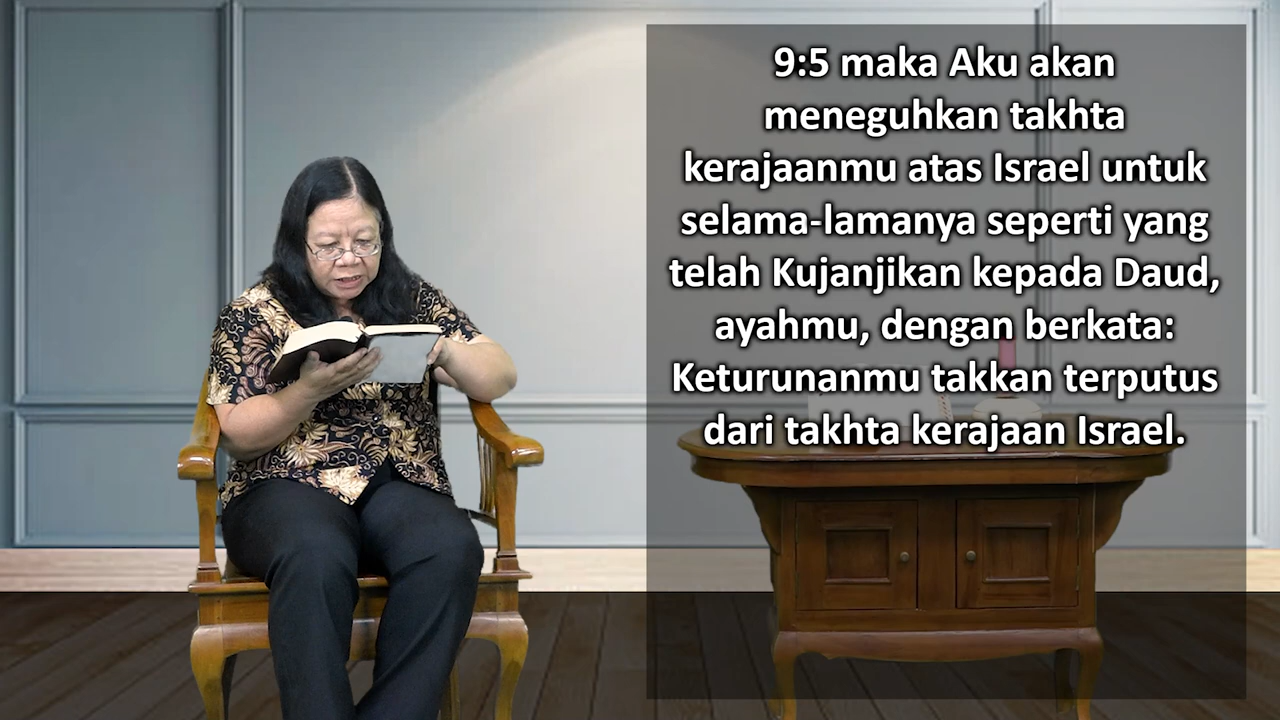 9:5 maka Aku akan
meneguhkan takhta
kerajaanmu atas Israel untuk
selama-lamanya seperti yang
telah Kujanjikan kepada Daud,
ayahmu, dengan berkata:
Keturunanmu takkan terputus
dari takhta kerajaan Israel.